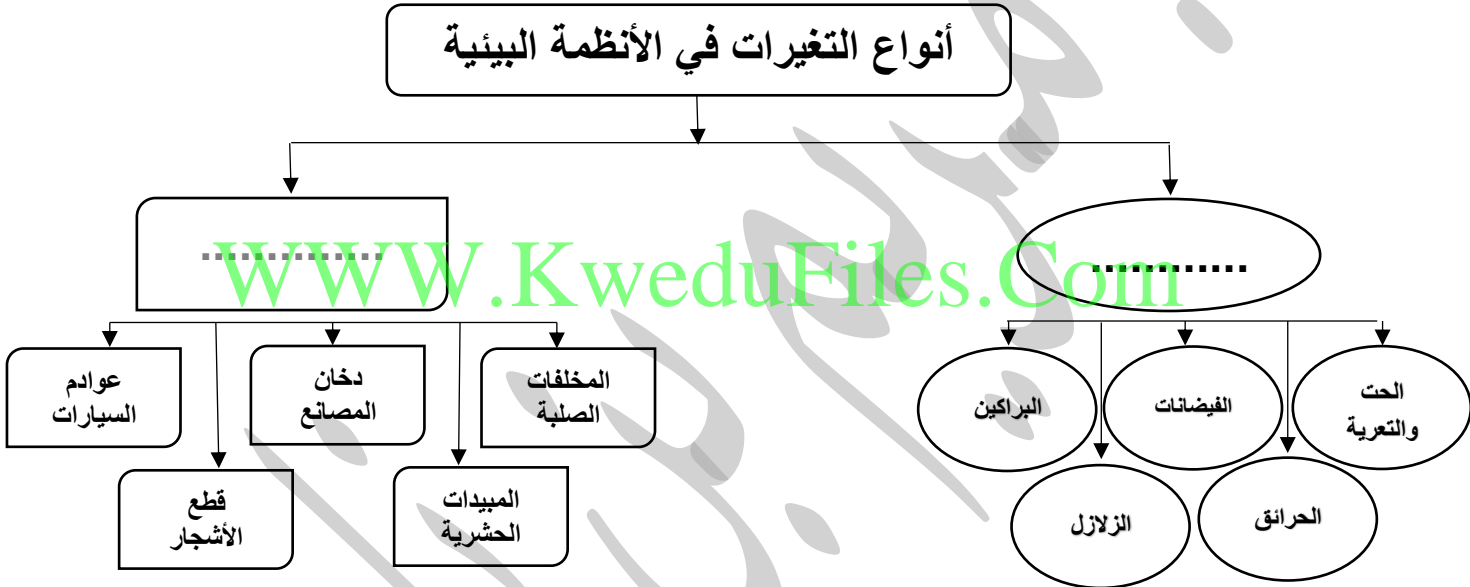 أنواع التغيرات في الأنظمة البيئية
............
.............
WWW.KweduFiles.Com
الحت
والتعرية
الفيضانات
البراكين
الحرائق
الزلازل
المخلفات
الصلبة
دخان
المصانع
عوادم
السيارات
المبيدات
الحشرية
قطع
الأشجار